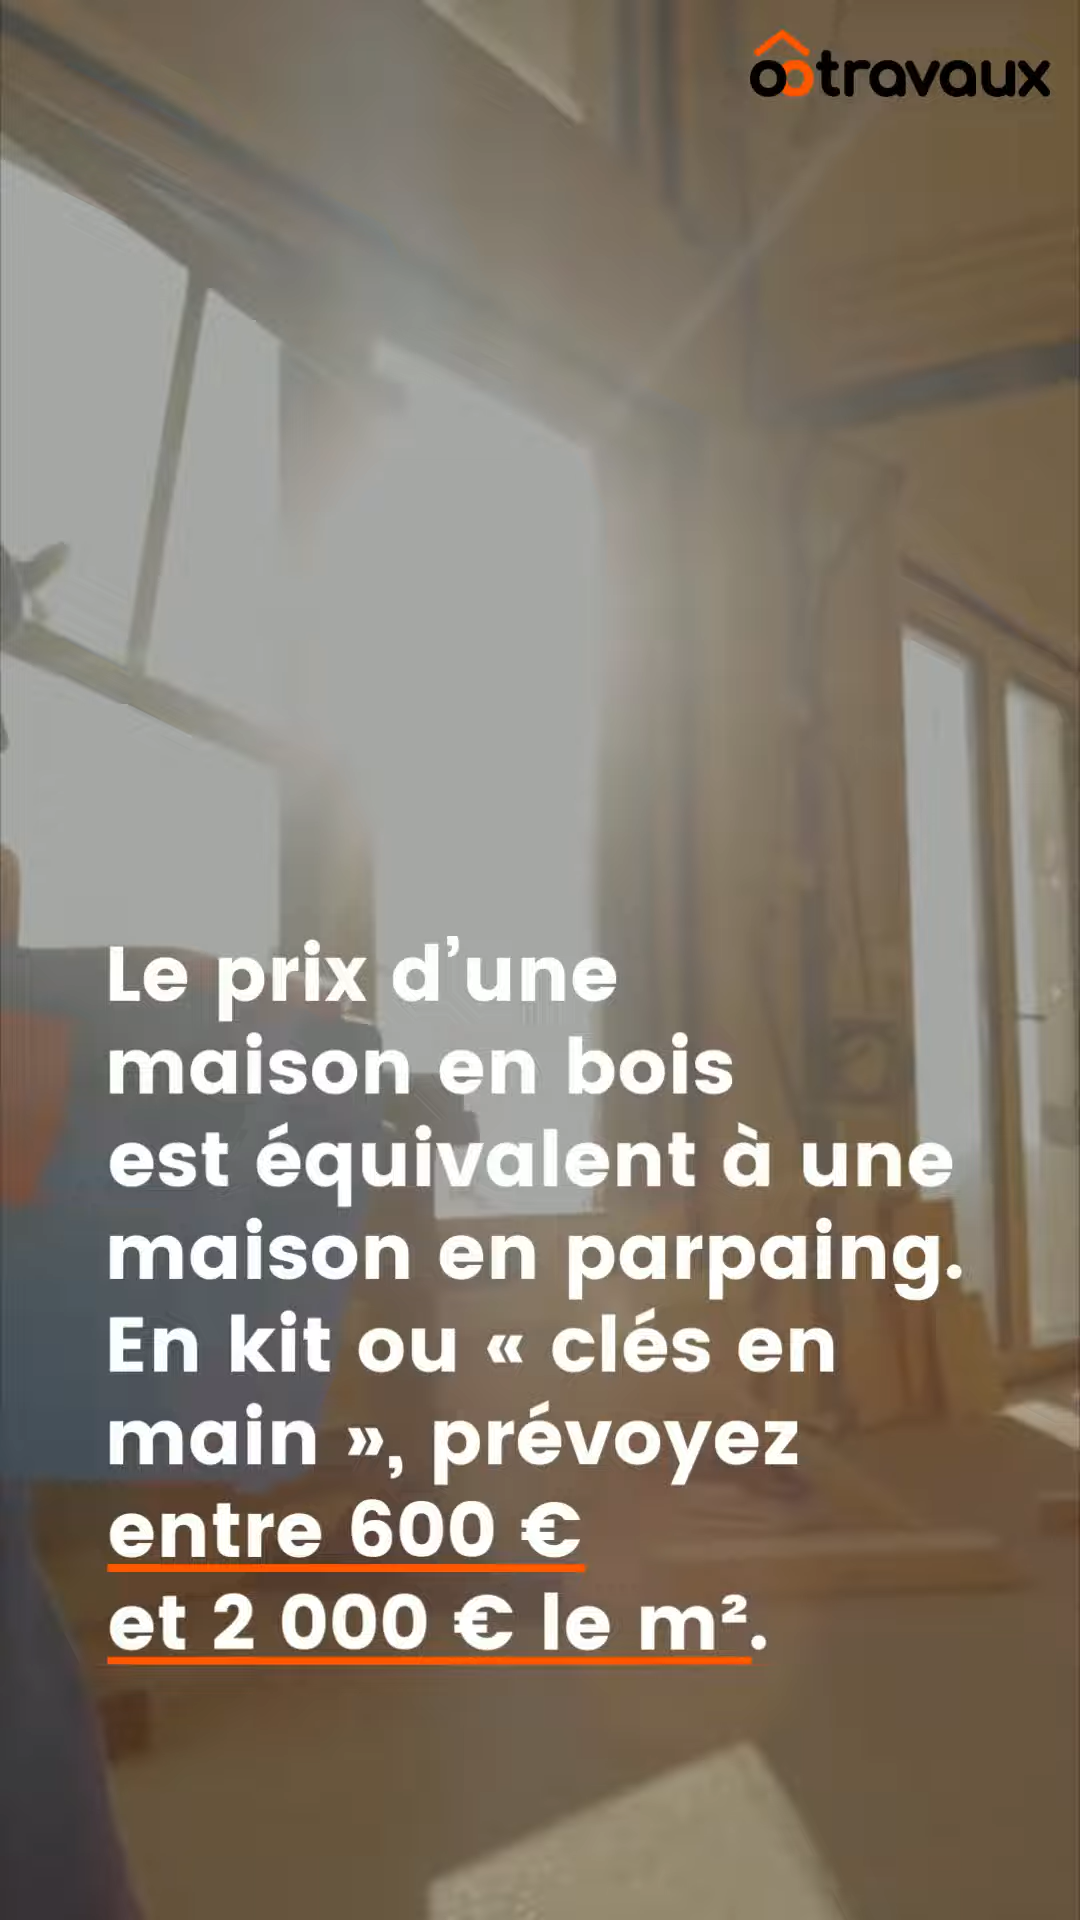 ootravaux
Le prix d’une
maison en bois
est équivalent à une
maison en parpaing.
En kit ou « clés en
main », prévoyez
entre 600 €
et 2 000 € le m².